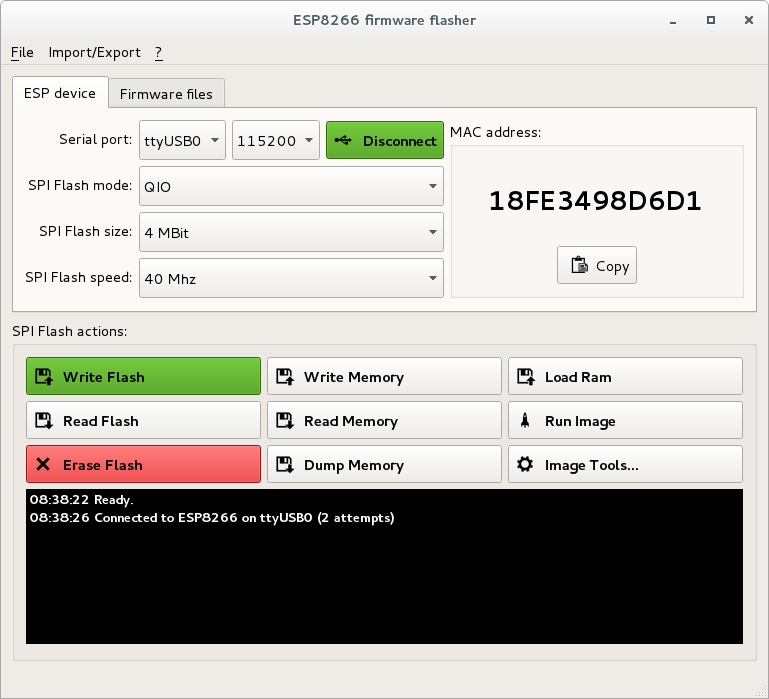 ESP8266 firmware flasher
File Import/Export ?
ESP device Firmware files
Serial port: ttyUSB0 115200 Disconnect
MAC address:
SPI Flash mode: QIO
18FE3498D6D1
SPI Flash size: 4 MBit
SPI Flash speed: 40 Mhz
Copy
SPI Flash actions:
Write Flash Write Memory Load Ram
Read Flash Read Memory Run Image
Erase Flash Dump Memory Image Tools...
08:38:22 Ready.
08:38:26 Connected to ESP8266 on ttyUSB0 (2 attempts)